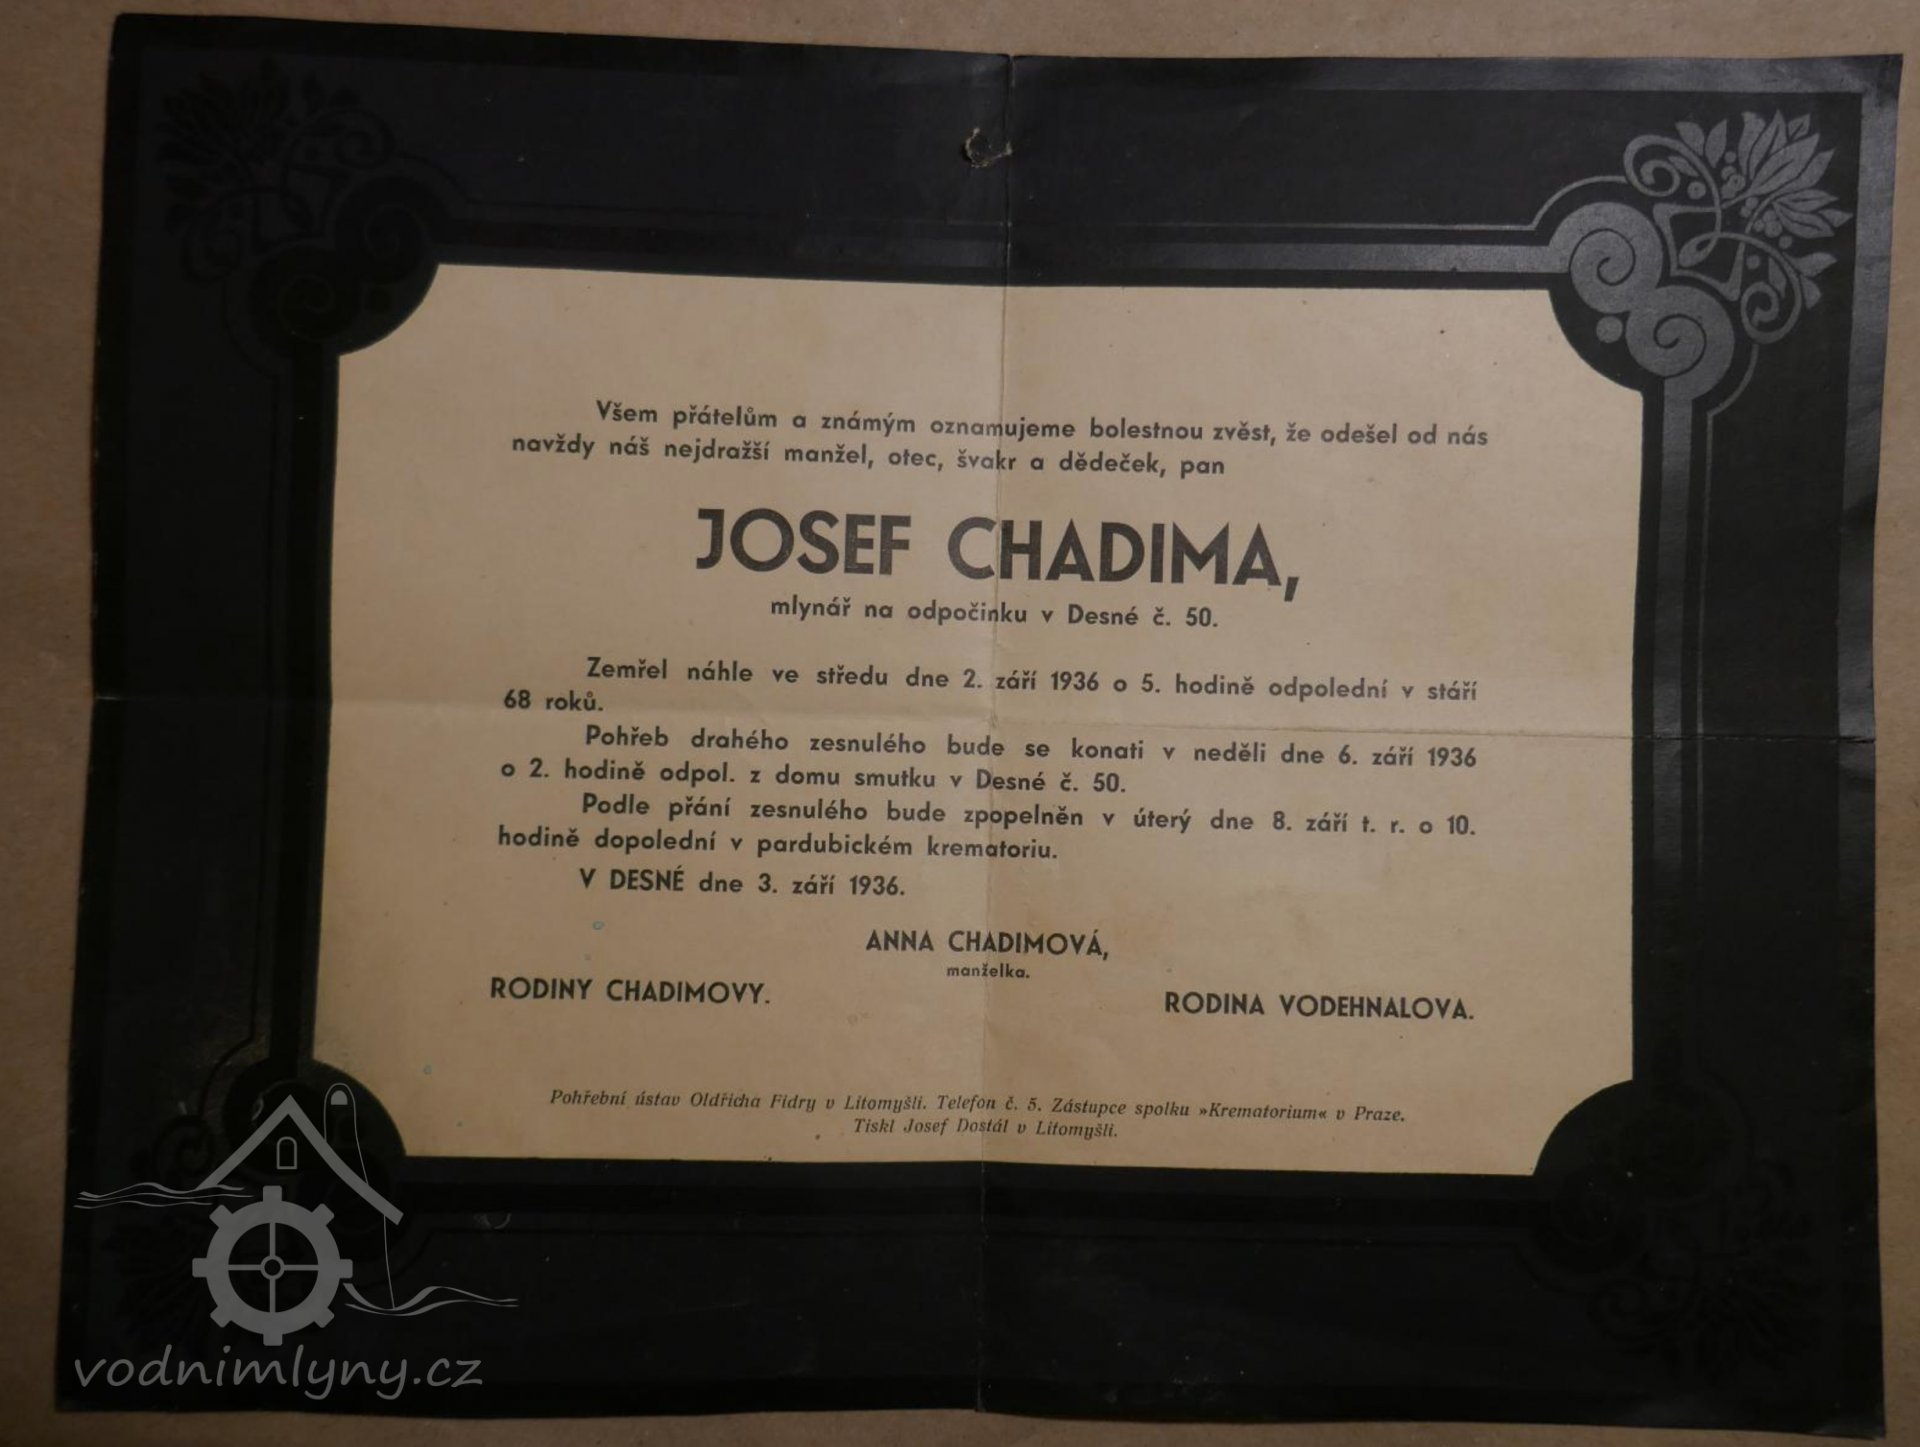 Všem přátelům a známým oznamujeme bolestnou zvěst, že odešel od nás
navždy náš nejdražší manžel, otec, švakr a dědeček, pan
JOSEF CHADIMA,
mlynář na odpočinku v Desné č. 50.
Zemřel náhle ve středu dne 2. září 1936 o 5. hodině odpolední v stáří
68 roků.
Pohřeb drahého zesnulého bude se konati v neděli dne 6. září 1936
o 2. hodině odpol. z domu smutku v Desné č. 50.
Podle přání zesnulého bude zpopelněn v úterý dne 8. září t. r. o 10.
hodině dopolední v pardubickém krematoriu.
V DESNÉ dne 3. září 1936.
ANNA CHADIMOVÁ,
manželka.
RODINY CHADIMOVY.
RODINA VODEHNALOVA.
Pohřební ústav Oldřicha Fidry v Litomyšli. Telefon č. 5. Zástupce spolku »Krematorium« v Praze.
Tiskl Josef Dostál v Litomyšli.
vodnimlyny.cz